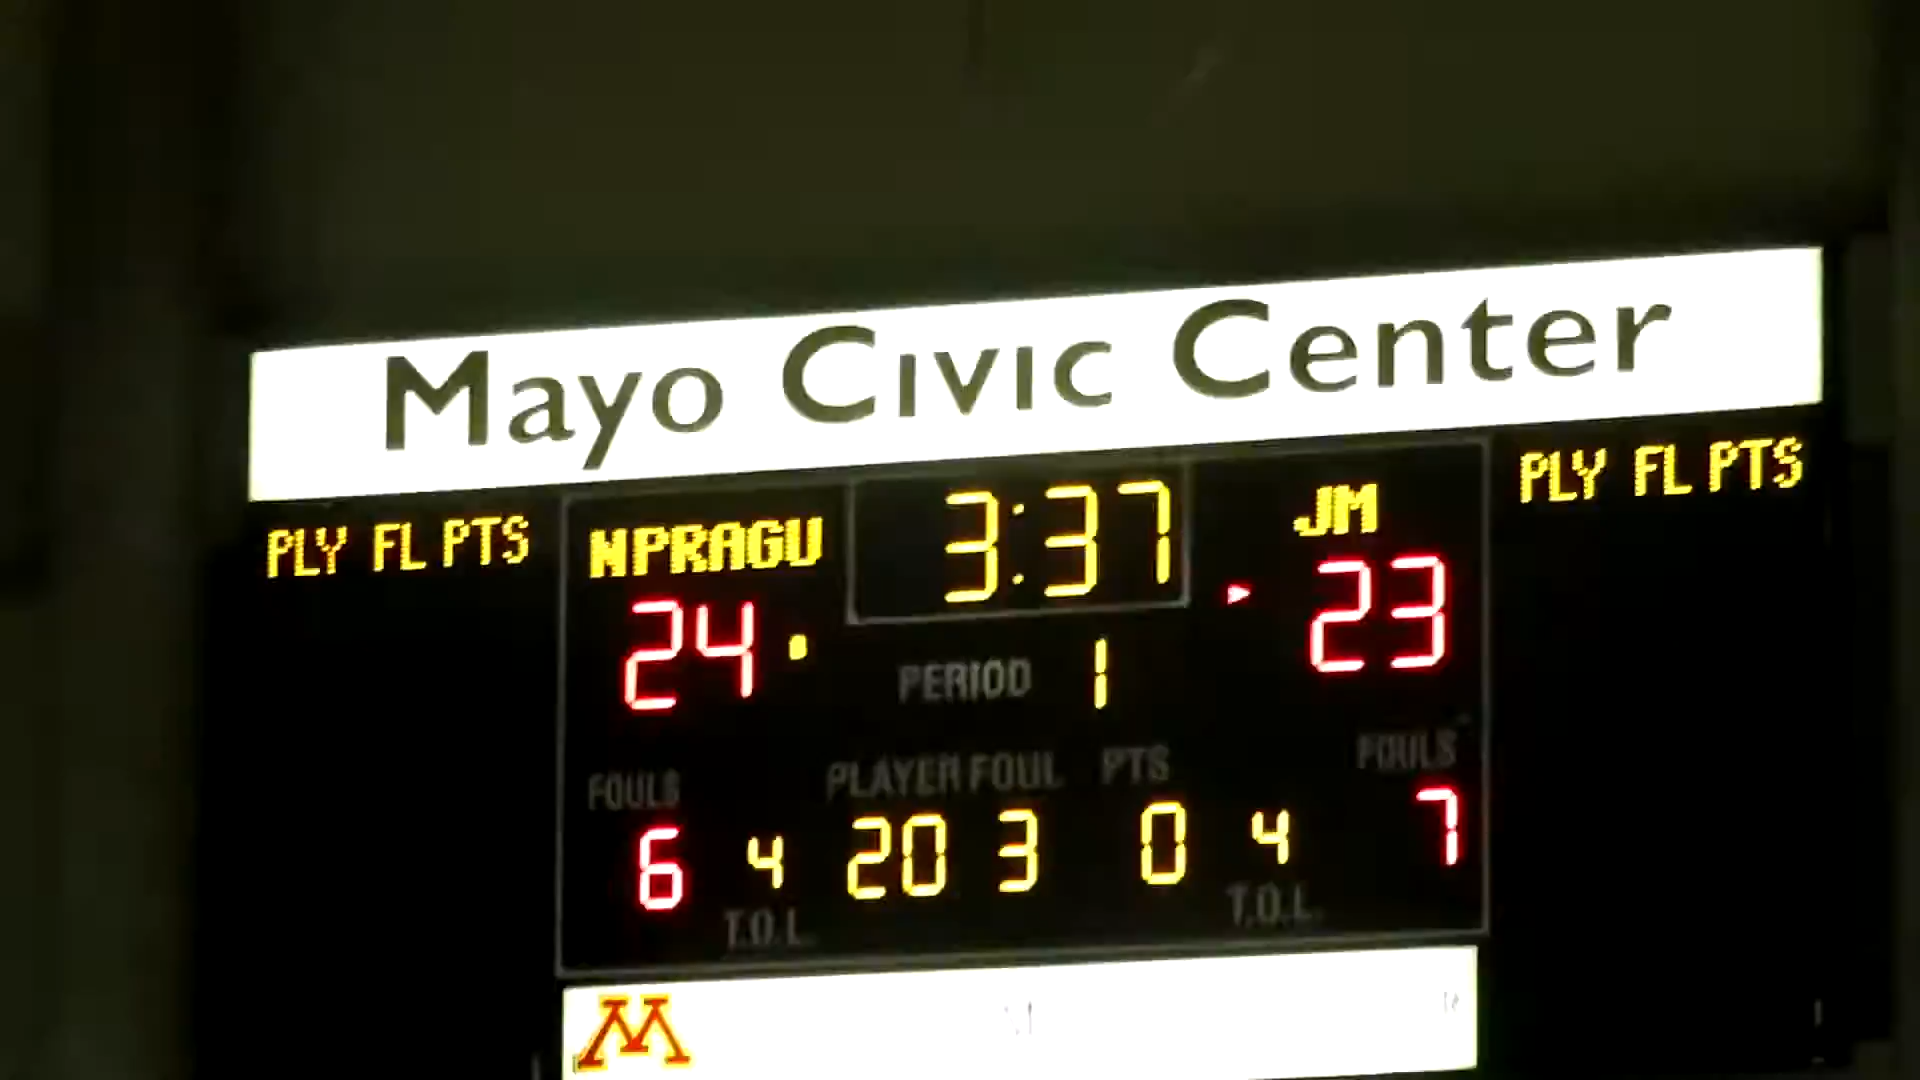 Mayo Civic Center
PLY FL PTS
NPRAGU
3:37
JM
PLY FL PTS
24
23
PERIOD 1
FOULS
PLAYER FOUL PTS
FOULS
6 4 20 3 0 4 7
T.O.L.
T.O.L.
M